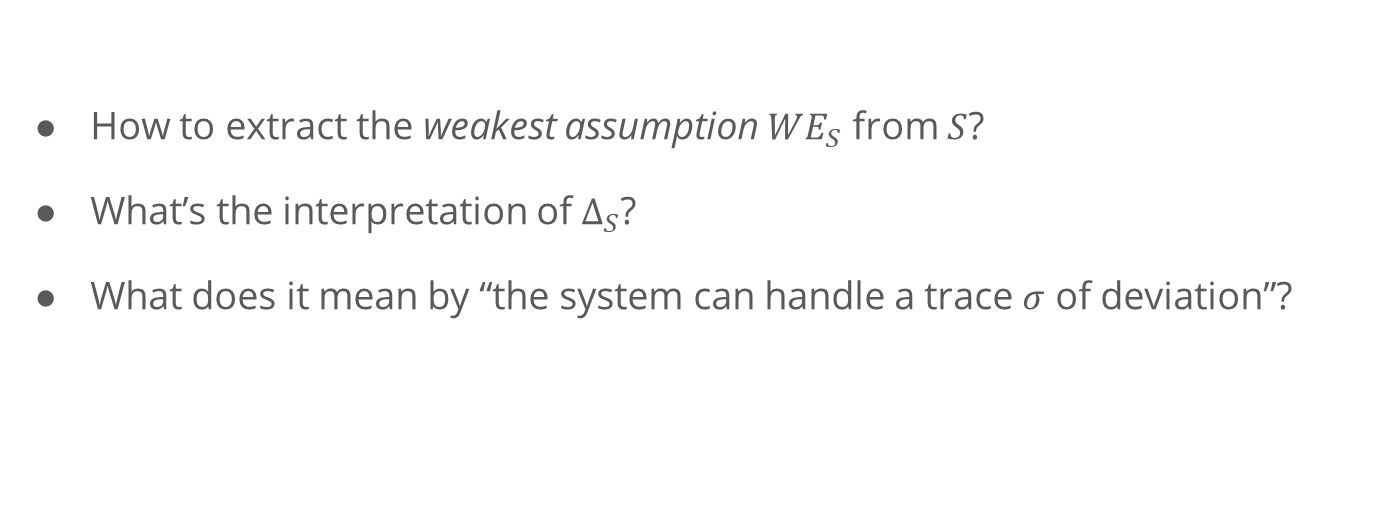 ● How to extract the weakest assumption WE_S from S?
● What’s the interpretation of Δ_S?
● What does it mean by “the system can handle a trace σ of deviation”?